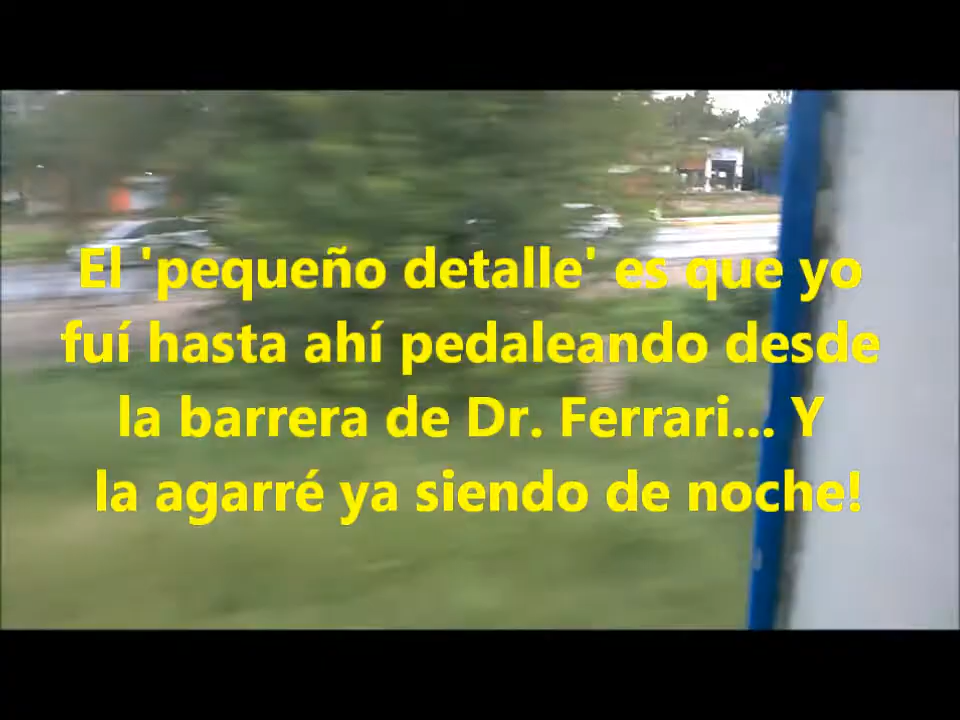 El 'pequeño detalle' es que yo
fuí hasta ahí pedaleando desde
la barrera de Dr. Ferrari... Y
la agarré ya siendo de noche!